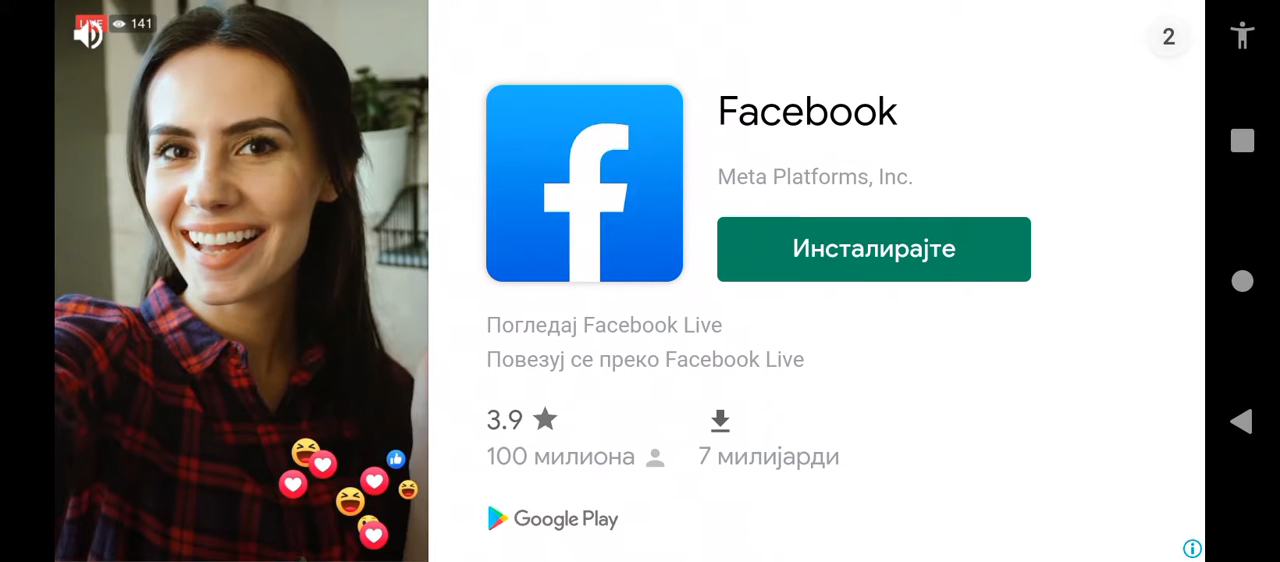 LIVE 141
2
Facebook
Meta Platforms, Inc.
Инсталирајте
Погледај Facebook Live
Повезуј се преко Facebook Live
3.9
100 милиона 7 милијарди
Google Play